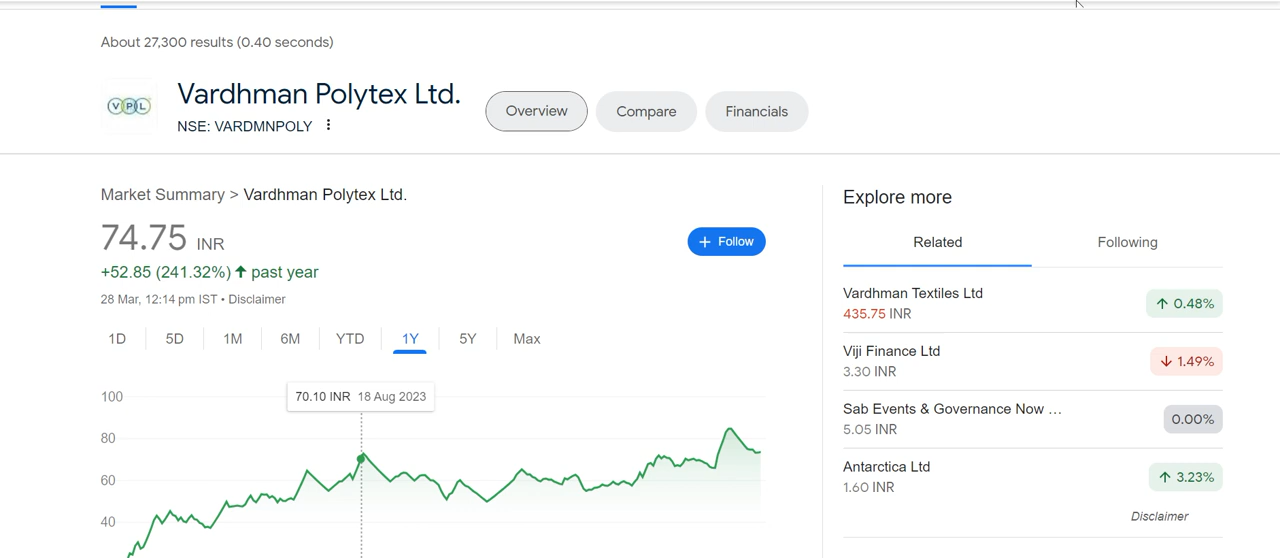 About 27,300 results (0.40 seconds)
VPL
Vardhman Polytex Ltd.
NSE: VARDMNPOLY
Overview
Compare
Financials
Market Summary > Vardhman Polytex Ltd.
74.75 INR
+ Follow
+52.85 (241.32%) ↑ past year
28 Mar, 12:14 pm IST • Disclaimer
1D 5D 1M 6M YTD 1Y 5Y Max
70.10 INR 18 Aug 2023
100
80
60
40
Explore more
Related Following
Vardhman Textiles Ltd
435.75 INR
↑ 0.48%
Viji Finance Ltd
3.30 INR
↓ 1.49%
Sab Events & Governance Now ...
5.05 INR
0.00%
Antarctica Ltd
1.60 INR
↑ 3.23%
Disclaimer